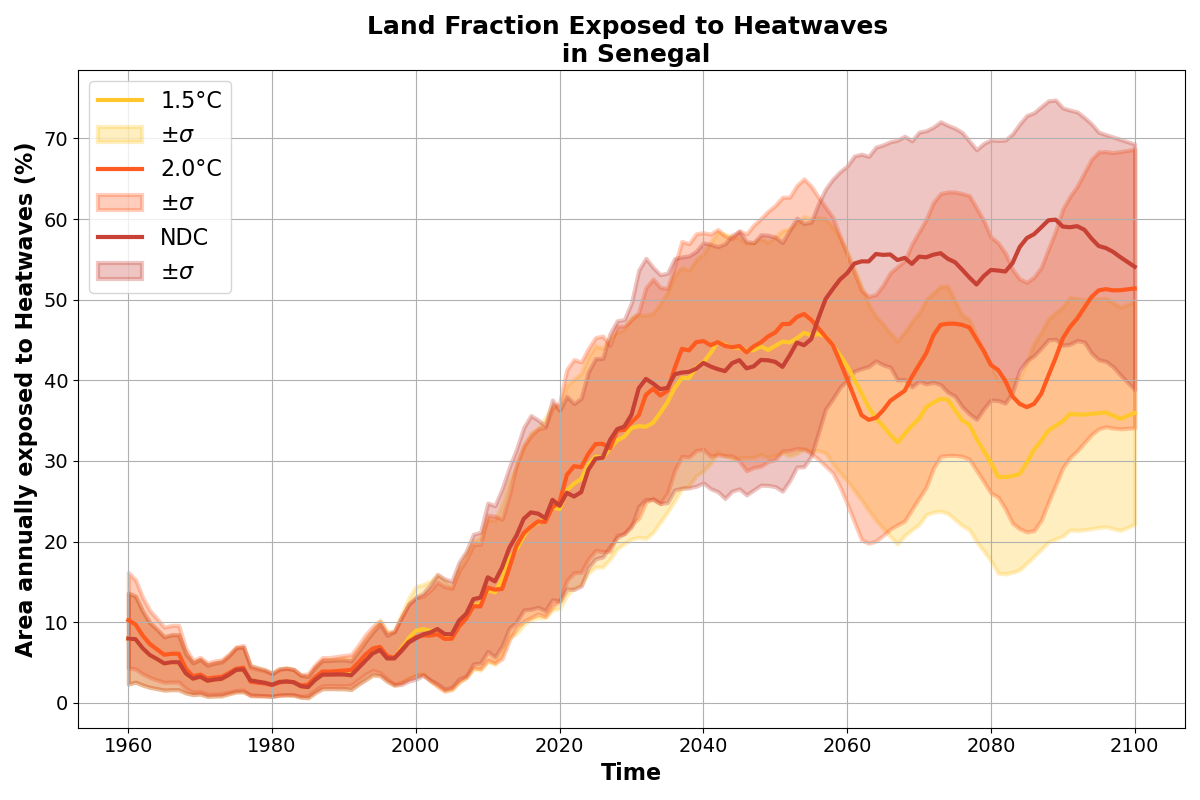 Land Fraction Exposed to Heatwaves
in Senegal
1.5°C
±σ
2.0°C
±σ
NDC
±σ
Area annually exposed to Heatwaves (%)
70
60
50
40
30
20
10
0
1960
1980
2000
2020
2040
2060
2080
2100
Time